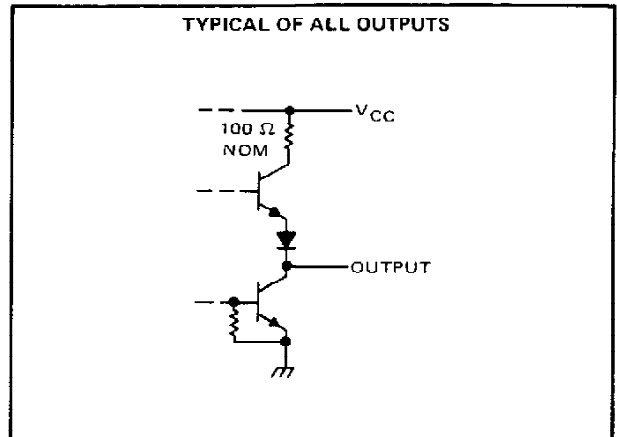 TYPICAL OF ALL OUTPUTS
VCC
100 Ω
NOM
OUTPUT